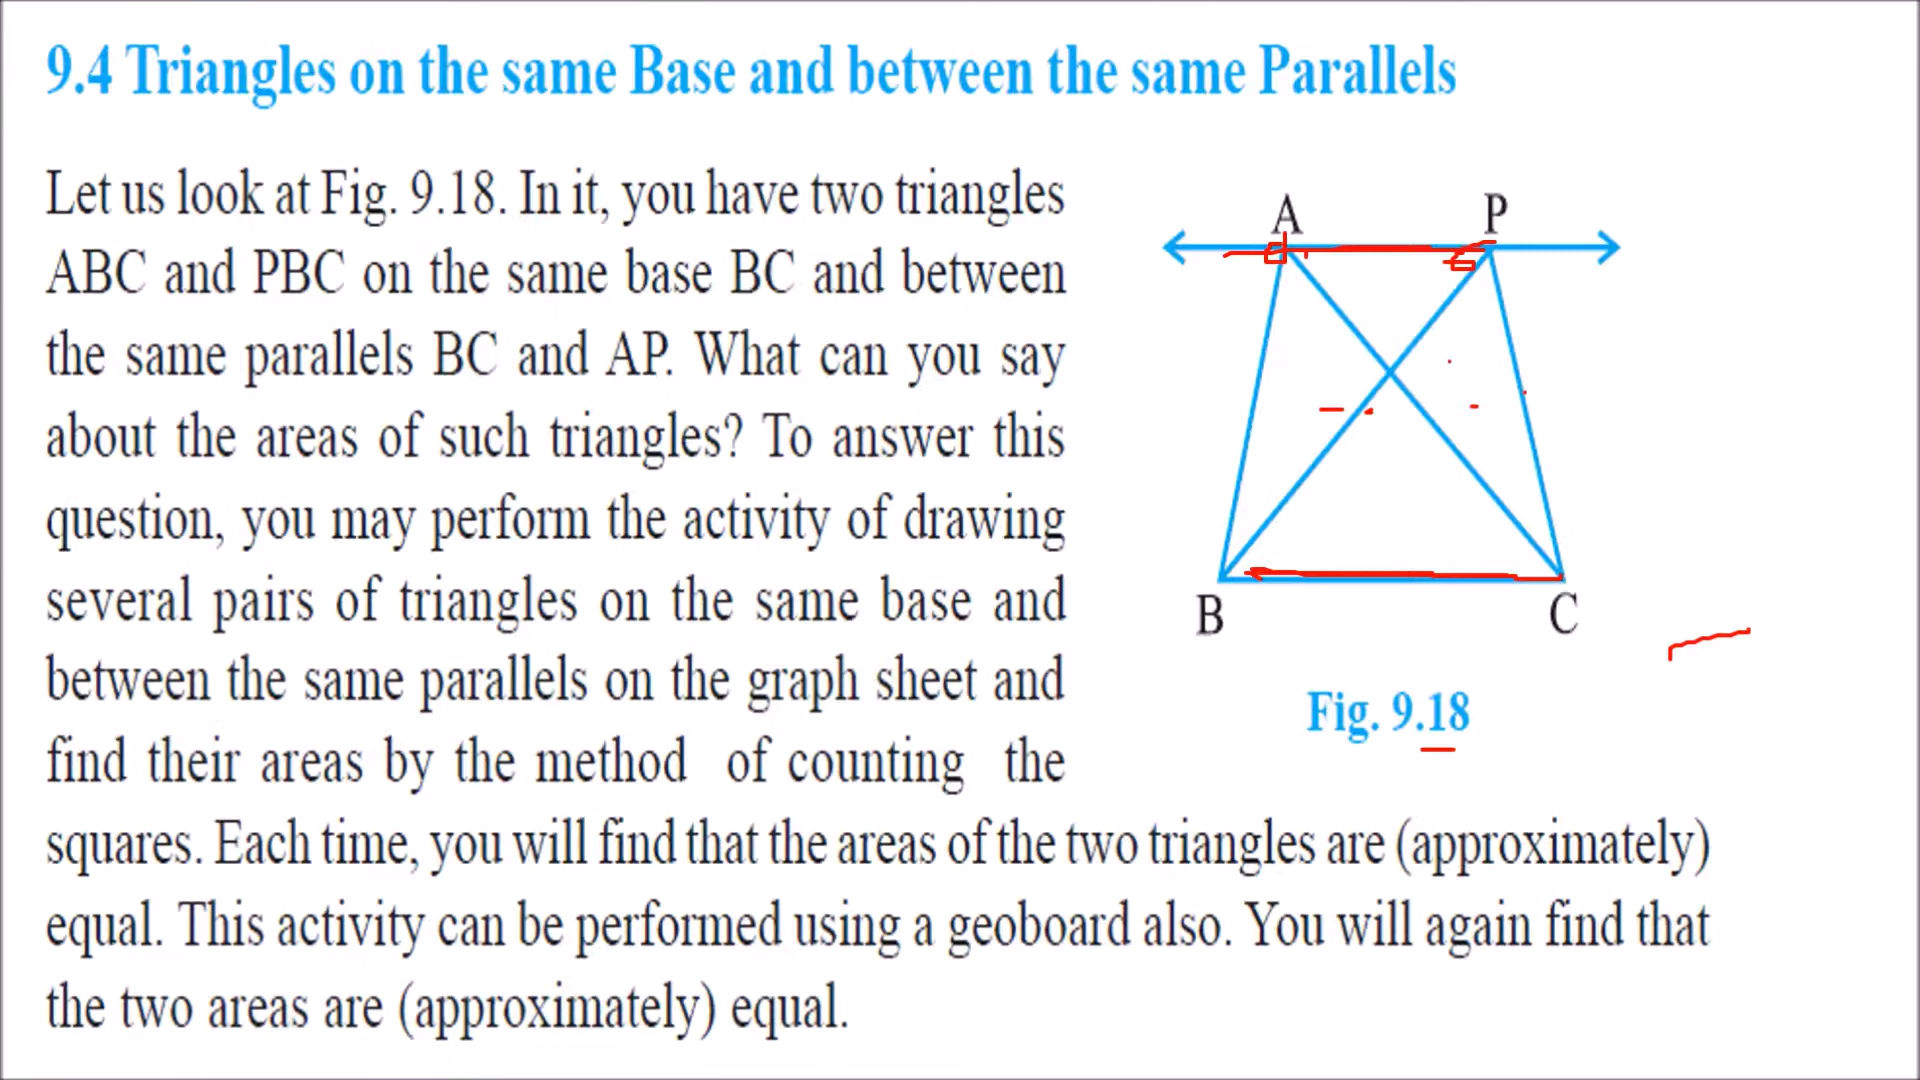 9.4 Triangles on the same Base and between the same Parallels
Let us look at Fig. 9.18. In it, you have two triangles
ABC and PBC on the same base BC and between
the same parallels BC and AP. What can you say
about the areas of such triangles? To answer this
question, you may perform the activity of drawing
several pairs of triangles on the same base and
between the same parallels on the graph sheet and
find their areas by the method of counting the
squares. Each time, you will find that the areas of the two triangles are (approximately)
equal. This activity can be performed using a geoboard also. You will again find that
the two areas are (approximately) equal.
A P
B C
Fig. 9.18